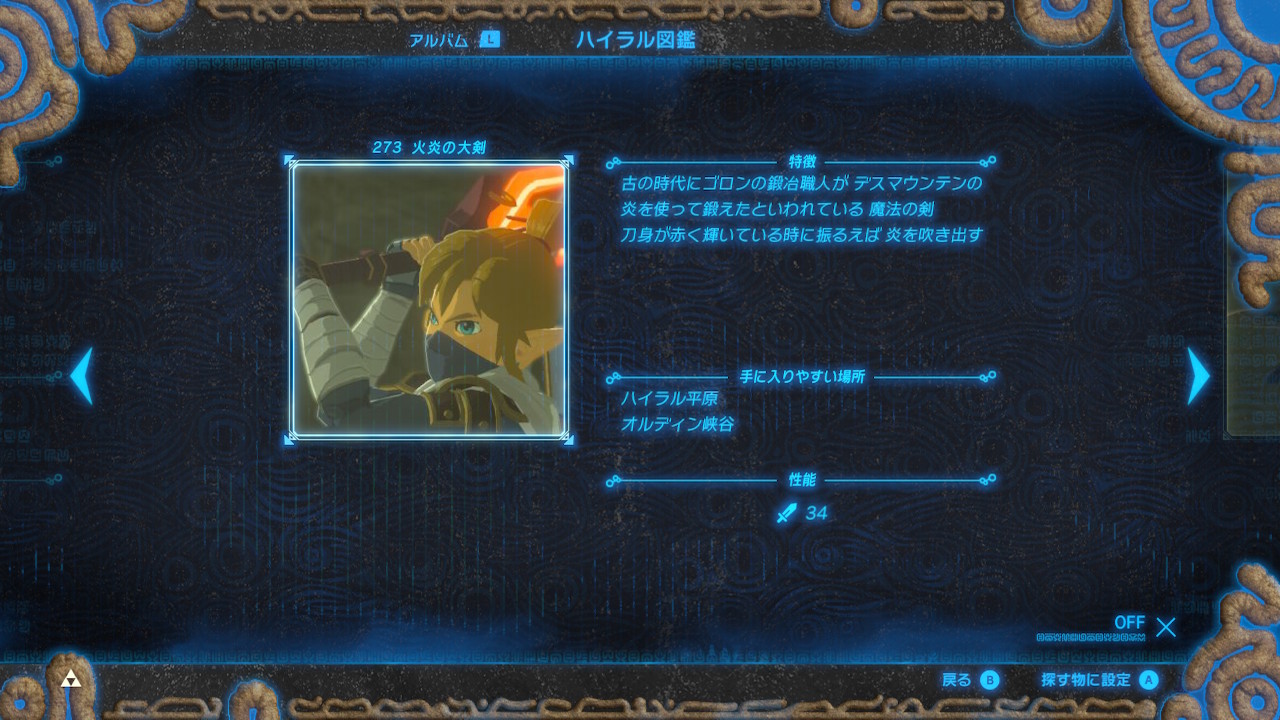 アルバム L
ハイラル図鑑
273 火炎の大剣
特徴
古の時代にゴロンの鍛冶職人が デスマウンテンの
炎を使って鍛えたといわれている 魔法の剣
刀身が赤く輝いている時に振るえば 炎を吹き出す
手に入りやすい場所
ハイラル平原
オルディン峡谷
性能
34
OFF
戻る B
探す物に設定 A